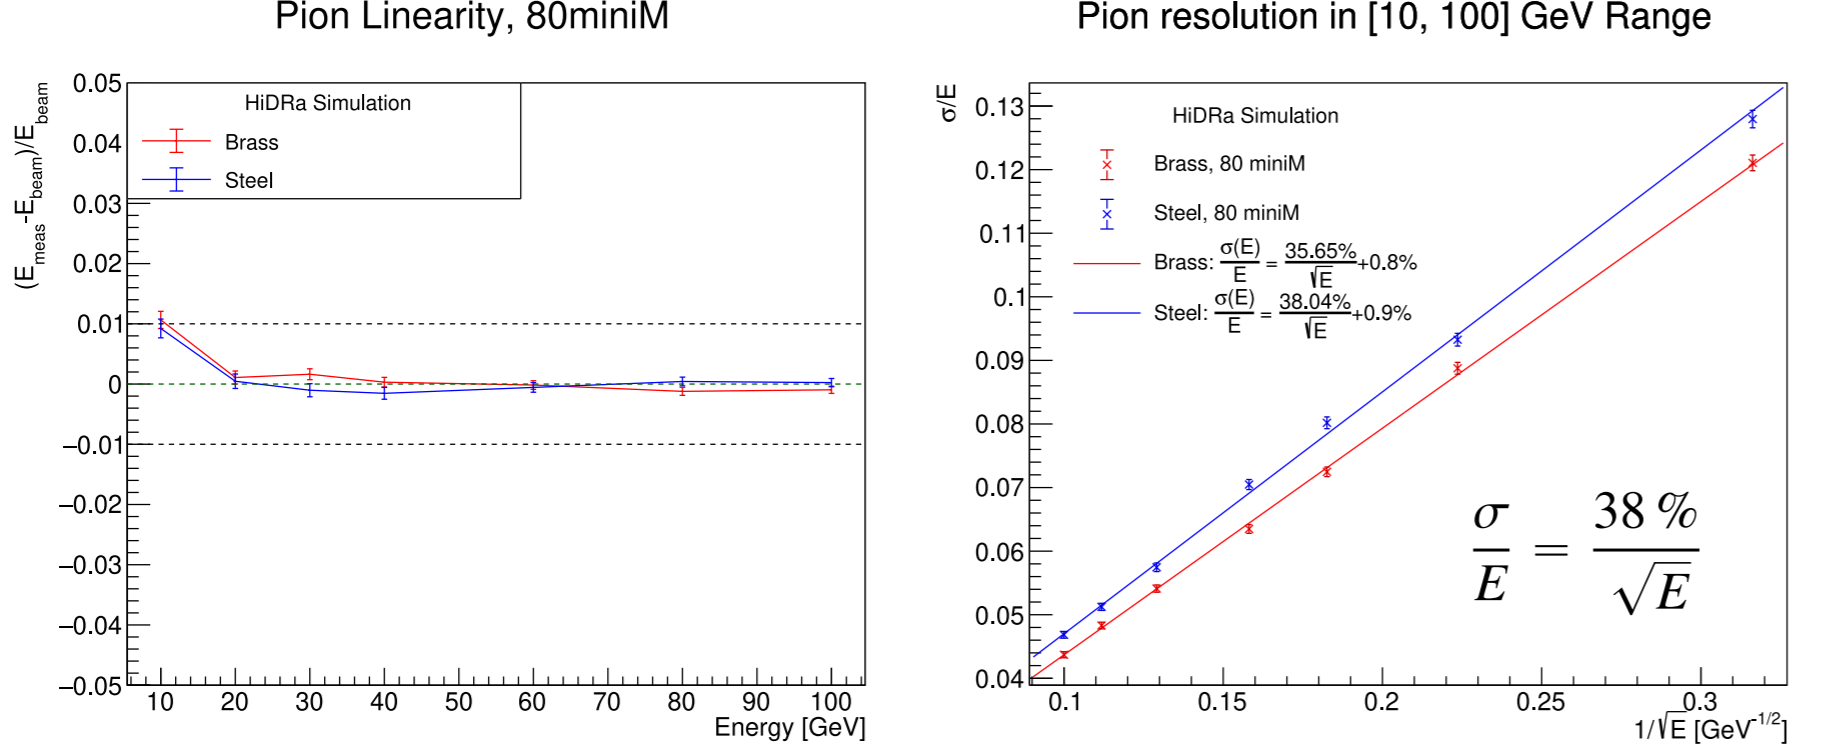 Pion Linearity, 80miniM
(E_meas -E_beam)/E_beam
0.05
0.04
0.03
0.02
0.01
0
−0.01
−0.02
−0.03
−0.04
−0.05
HiDRa Simulation
Brass
Steel
10 20 30 40 50 60 70 80 90 100
Energy [GeV]
Pion resolution in [10, 100] GeV Range
σ/E
0.13
0.12
0.11
0.1
0.09
0.08
0.07
0.06
0.05
0.04
HiDRa Simulation
Brass, 80 miniM
Steel, 80 miniM
Brass: σ(E)/E = 35.65%/√E +0.8%
Steel: σ(E)/E = 38.04%/√E +0.9%
σ/E = 38 %/√E
0.1 0.15 0.2 0.25 0.3
1/√E [GeV^-1/2]